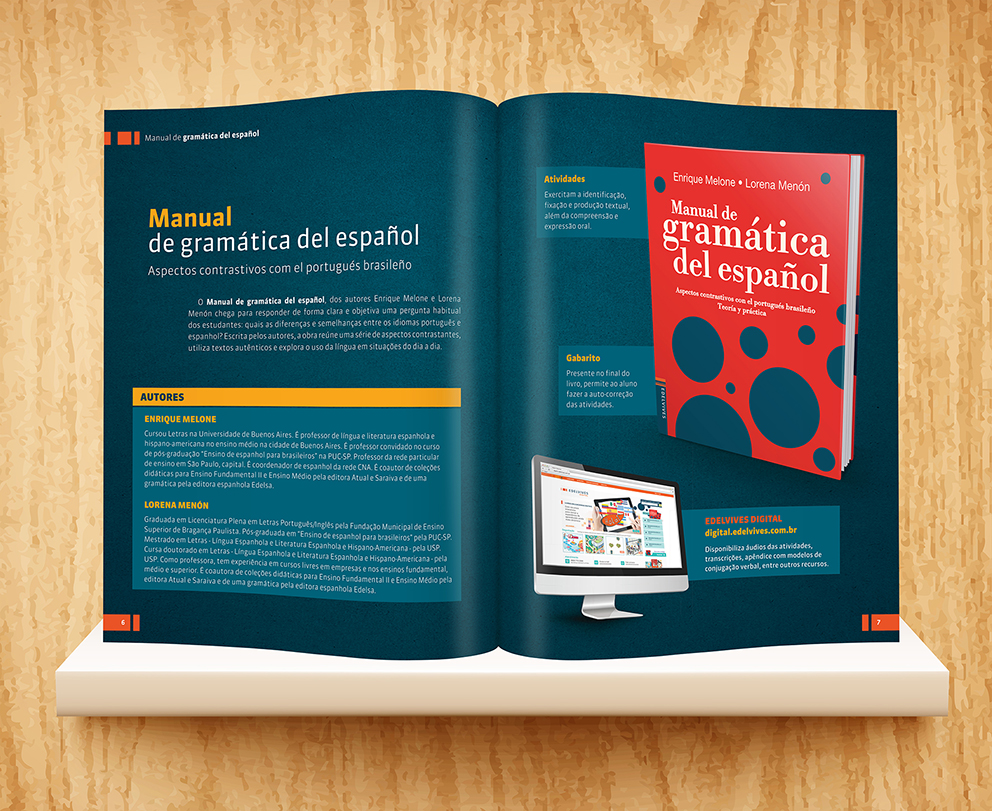 Manual de gramática del español
Manual
de gramática del español
Aspectos contrastivos com el portugués brasileño
O Manual de gramática del español, dos autores Enrique Melone e Lorena
Menón chega para responder de forma clara e objetiva uma pergunta habitual
dos estudantes: quais as diferenças e semelhanças entre os idiomas português e
espanhol? Escrita pelos autores, a obra reúne uma série de aspectos contrastantes,
utiliza textos autênticos e explora o uso da língua em situações do dia a dia.
AUTORES
ENRIQUE MELONE
Cursou Letras na Universidade de Buenos Aires. É professor de língua e literatura espanhola e
hispano-americana no ensino médio na cidade de Buenos Aires. É professor convidado no curso
de pós-graduação "Ensino de espanhol para brasileiros" na PUC-SP. Professor da rede particular
de ensino em São Paulo, capital. É coordenador de espanhol da rede CNA. É coautor de coleções
didáticas para Ensino Fundamental II e Ensino Médio pela editora Atual e Saraiva e de uma
gramática pela editora espanhola Edelsa.
LORENA MENÓN
Graduada em Licenciatura Plena em Letras Português/Inglês pela Fundação Municipal de Ensino
Superior de Bragança Paulista. Pós-graduada em "Ensino de espanhol para brasileiros" pela PUC-SP.
Mestrado em Letras - Língua Espanhola e Literatura Espanhola e Hispano-Americana - pela USP.
Cursa doutorado em Letras - Língua Espanhola e Literatura Espanhola e Hispano-Americana - pela
USP. Como professora, tem experiência em cursos livres em empresas e nos ensinos fundamental,
médio e superior. É coautora de coleções didáticas para Ensino Fundamental II e Ensino Médio pela
editora Atual e Saraiva e de uma gramática pela editora espanhola Edelsa.
6
Atividades
Exercitam a identificação,
fixação e produção textual,
além da compreensão e
expressão oral.
Enrique Melone • Lorena Menón
Manual de
gramática
del español
Aspectos contrastivos con el portugués brasileño
Teoría y práctica
EDELVIVES
Gabarito
Presente no final do
livro, permite ao aluno
fazer a auto-correção
das atividades.
EDELVIVES
EDELVIVES DIGITAL
digital.edelvives.com.br
Disponibiliza áudios das atividades,
transcrições, apêndice com modelos de
conjugação verbal, entre outros recursos.
7